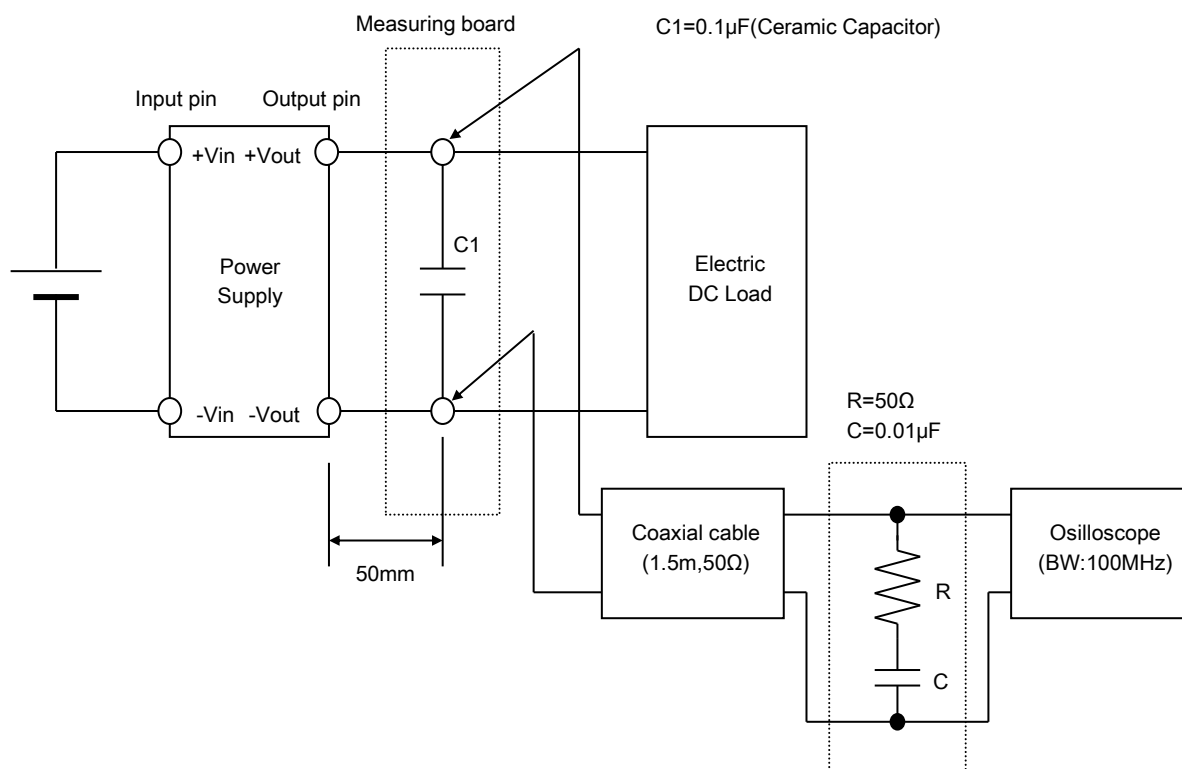 Measuring board
C1=0.1µF(Ceramic Capacitor)
Input pin
Output pin
+Vin
+Vout
C1
Power
Supply
Electric
DC Load
-Vin
-Vout
R=50Ω
C=0.01µF
50mm
Coaxial cable
(1.5m,50Ω)
R
C
Osilloscope
(BW:100MHz)